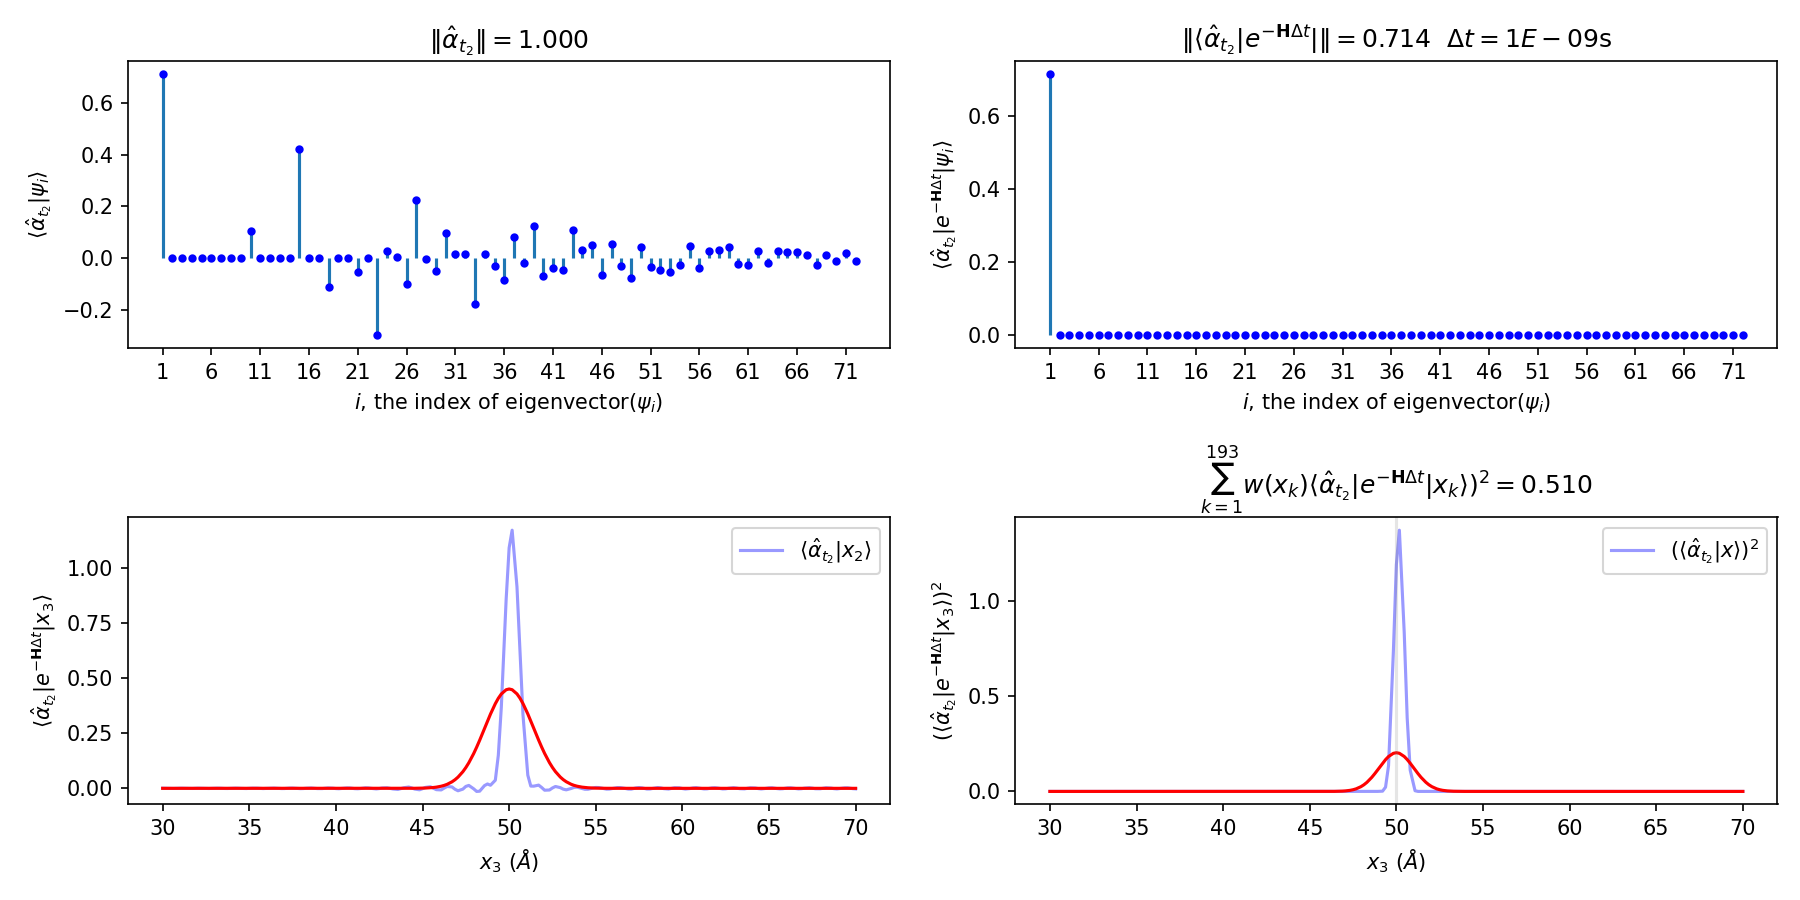 ‖α̂_{t₂}‖ = 1.000
⟨α̂_{t₂}|ψ_i⟩
0.6
0.4
0.2
0.0
−0.2
1 6 11 16 21 26 31 36 41 46 51 56 61 66 71
i, the index of eigenvector(ψ_i)
‖⟨α̂_{t₂}|e^{−HΔt}|‖ = 0.714 Δt = 1E − 09s
⟨α̂_{t₂}|e^{−HΔt}|ψ_i⟩
0.6
0.4
0.2
0.0
1 6 11 16 21 26 31 36 41 46 51 56 61 66 71
i, the index of eigenvector(ψ_i)
⟨α̂_{t₂}|e^{−HΔt}|x₃⟩
⟨α̂_{t₂}|x₂⟩
1.00
0.75
0.50
0.25
0.00
30 35 40 45 50 55 60 65 70
x₃ (Å)
∑_{k=1}^{193} w(x_k)⟨α̂_{t₂}|e^{−HΔt}|x_k⟩)² = 0.510
(⟨α̂_{t₂}|e^{−HΔt}|x₃⟩)²
(⟨α̂_{t₂}|x⟩)²
1.0
0.5
0.0
30 35 40 45 50 55 60 65 70
x₃ (Å)